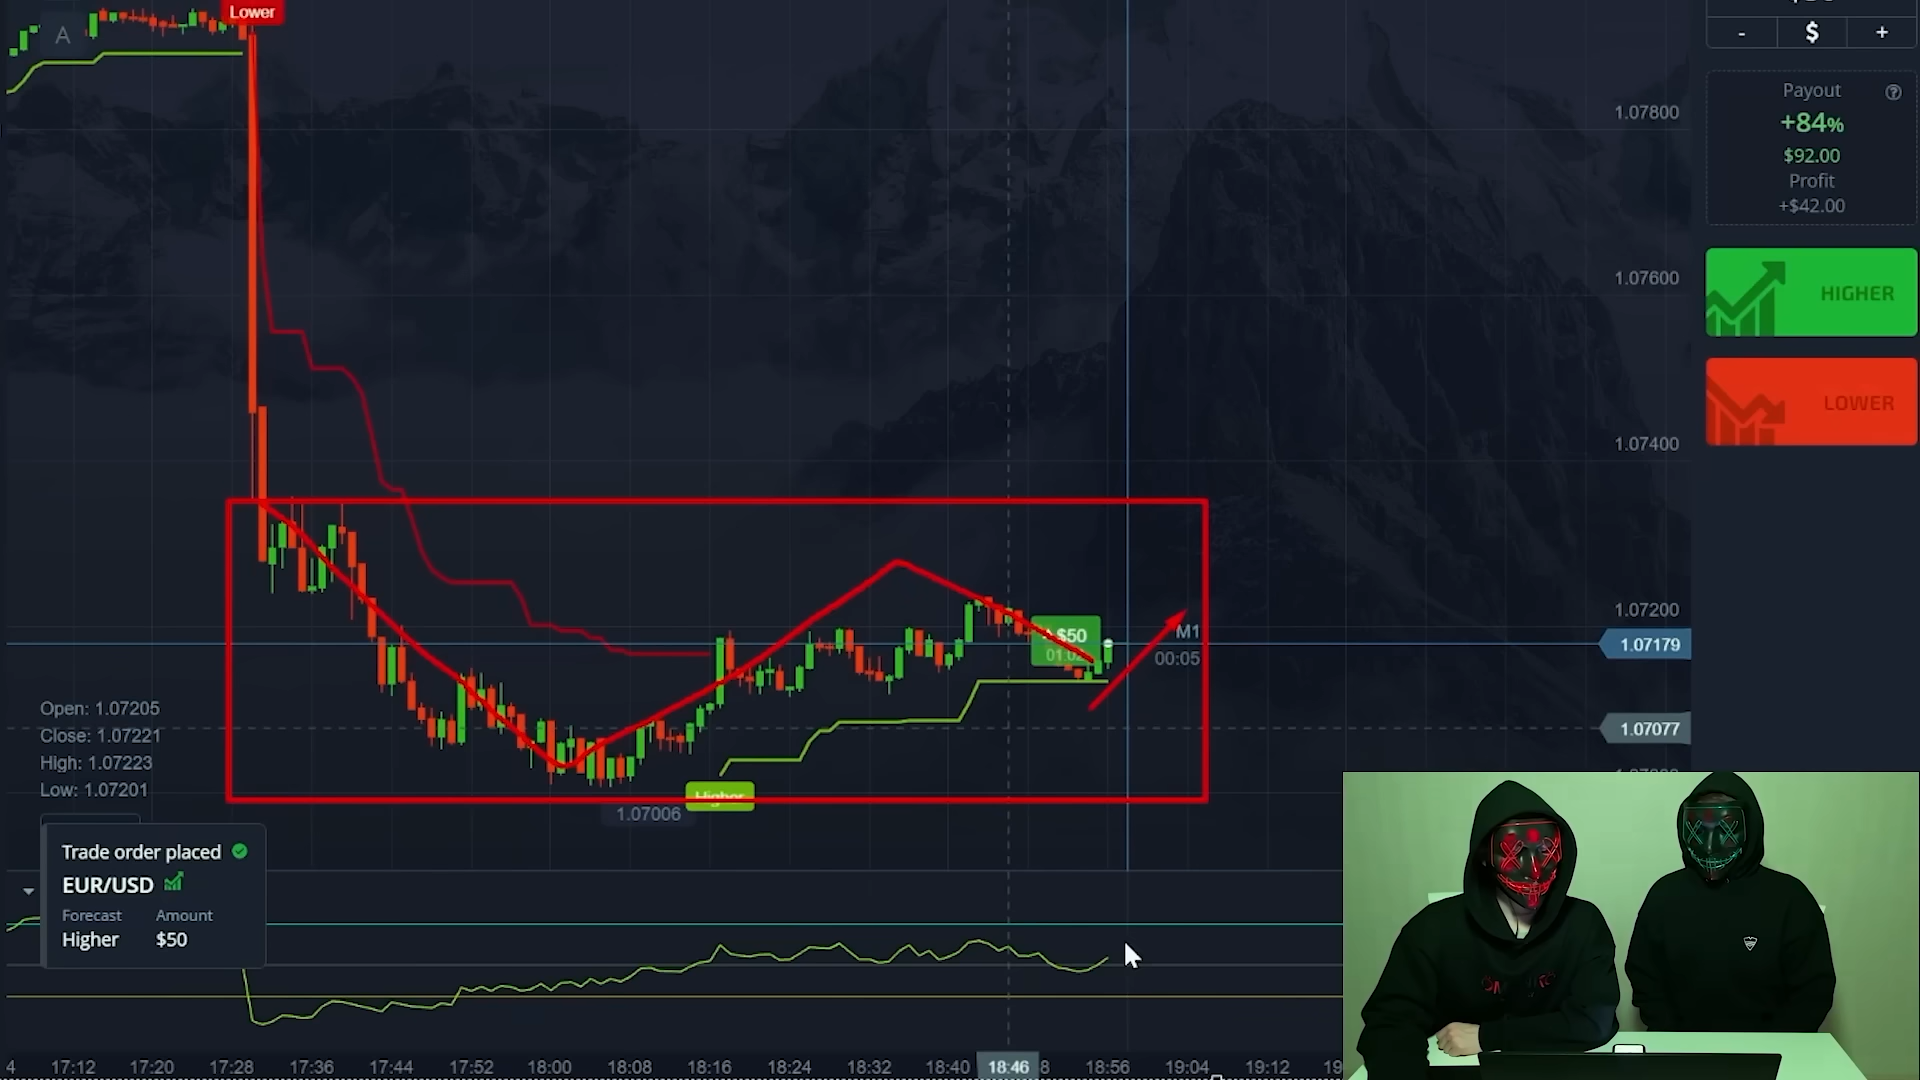 Lower
A
- $ +
Payout
+84%
$92.00
Profit
+$42.00
HIGHER
LOWER
1.07800
1.07600
1.07400
1.07200
1.07179
1.07077
$50
M1
00:05
Open: 1.07205
Close: 1.07221
High: 1.07223
Low: 1.07201
Higher
1.07006
Trade order placed
EUR/USD
Forecast Amount
Higher $50
4 17:12 17:20 17:28 17:36 17:44 17:52 18:00 18:08 18:16 18:24 18:32 18:40 18:46 8 18:56 19:04 19:12 19